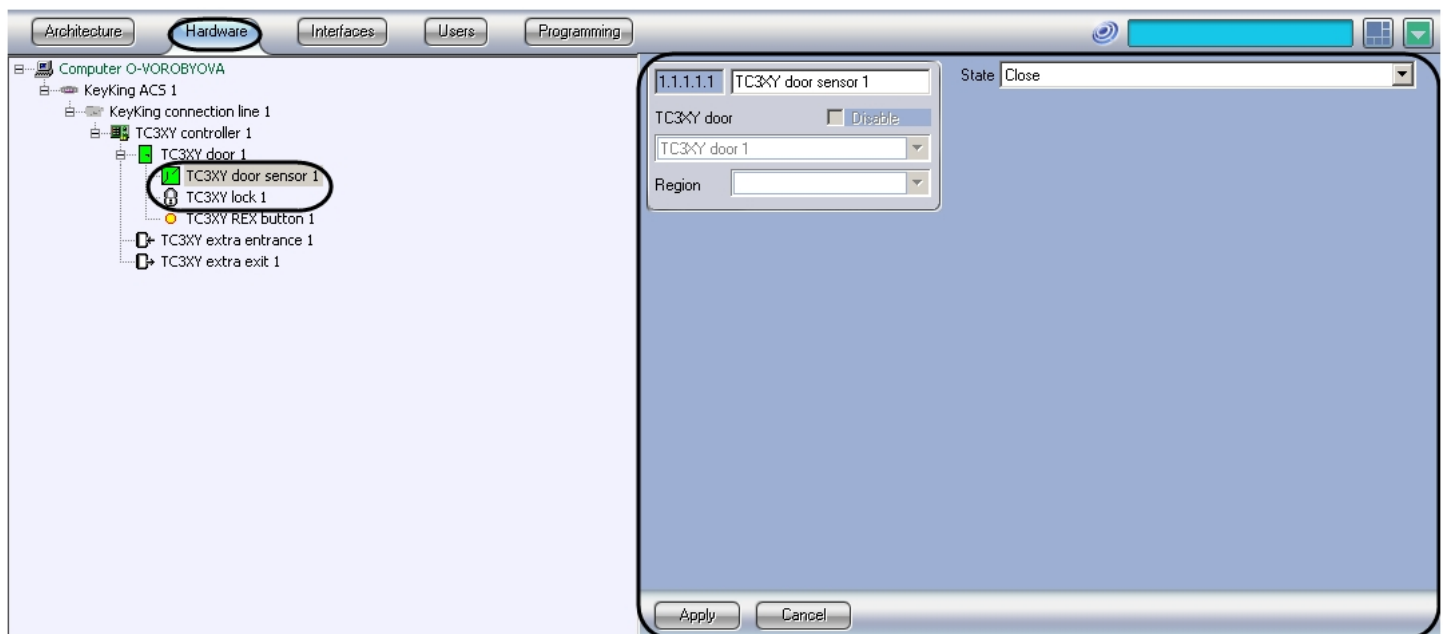 Architecture Hardware Interfaces Users Programming
Computer O-VOROBYOVA
KeyKing ACS 1
KeyKing connection line 1
TC3XY controller 1
TC3XY door 1
TC3XY door sensor 1
TC3XY lock 1
TC3XY REX button 1
TC3XY extra entrance 1
TC3XY extra exit 1
1.1.1.1.1 TC3XY door sensor 1
TC3XY door Disable
TC3XY door 1
Region
State Close
Apply Cancel